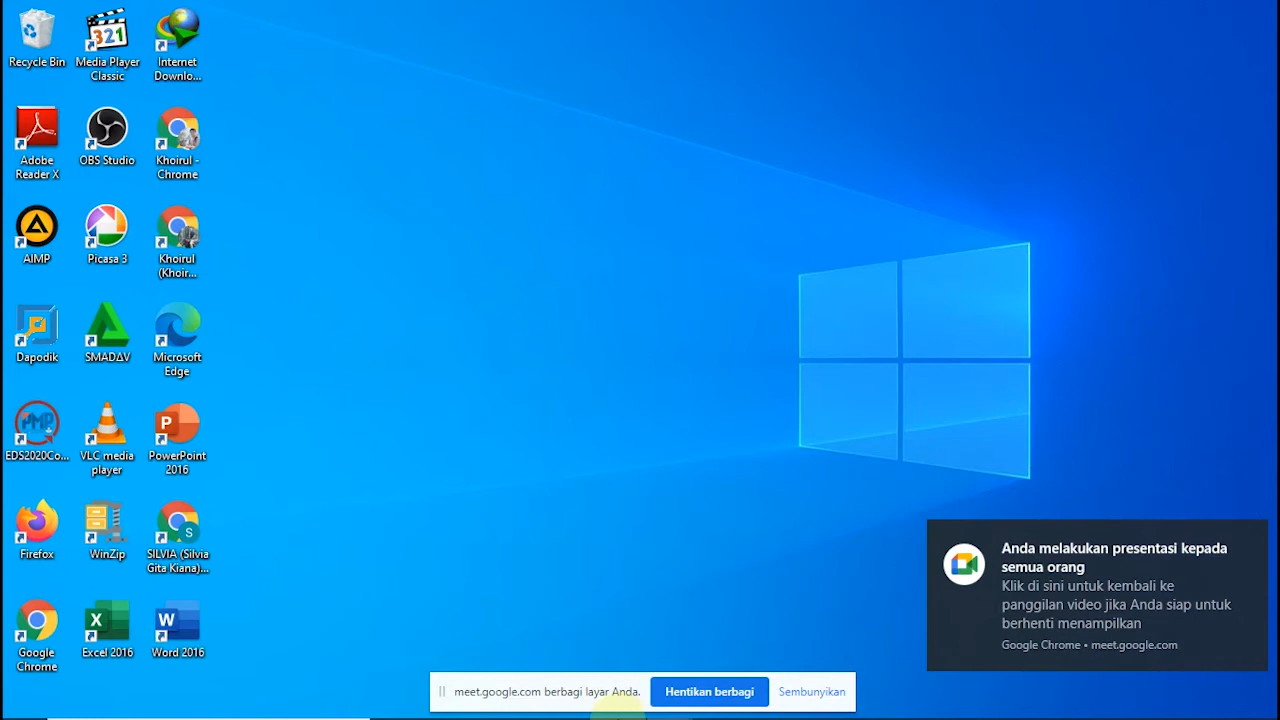 Recycle Bin
Media Player
Classic
Internet
Downlo...
Adobe
Reader X
OBS Studio
Khoirul -
Chrome
AIMP
Picasa 3
Khoirul
(Khoir...
Dapodik
SMADΔV
Microsoft
Edge
EDS2020Co...
VLC media
player
PowerPoint
2016
Firefox
WinZip
SILVIA (Silvia
Gita Kiana)...
Google
Chrome
Excel 2016
Word 2016
321
PMP
P
S
X
W
Anda melakukan presentasi kepada
semua orang
Klik di sini untuk kembali ke
panggilan video jika Anda siap untuk
berhenti menampilkan
Google Chrome • meet.google.com
meet.google.com berbagi layar Anda.
Hentikan berbagi
Sembunyikan